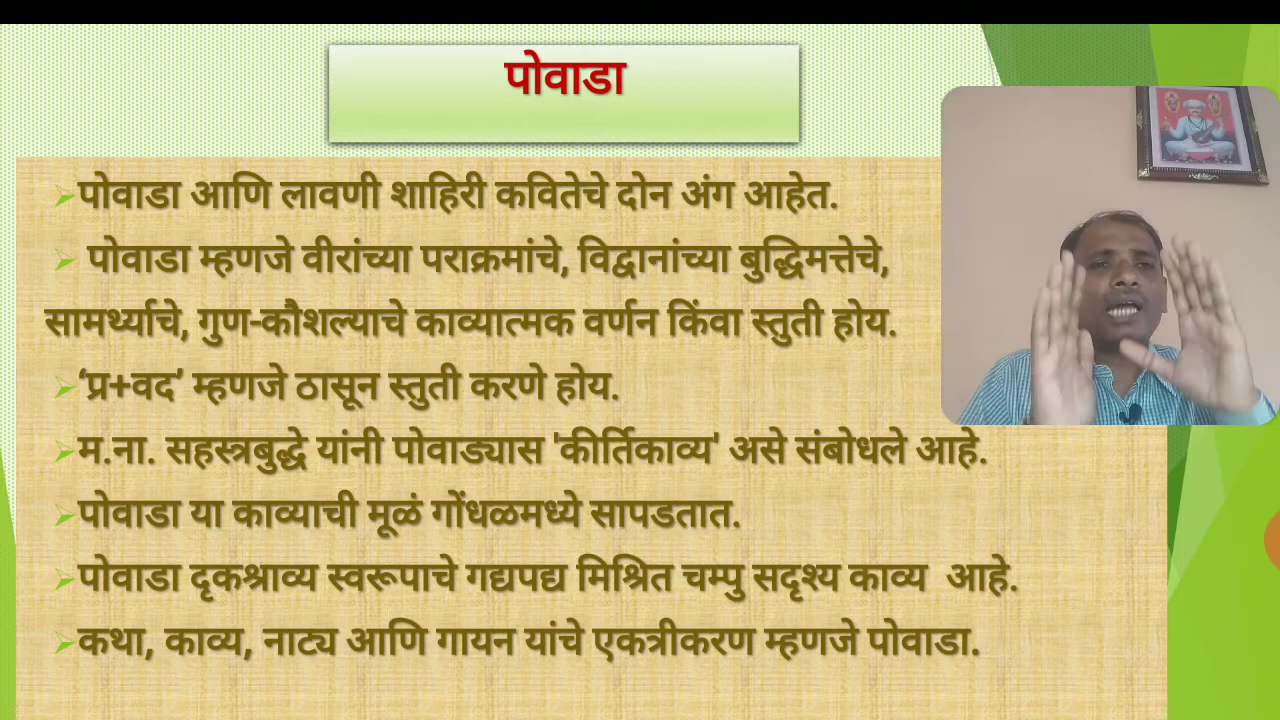 पोवाडा
➢पोवाडा आणि लावणी शाहिरी कवितेचे दोन अंग आहेत.
➢ पोवाडा म्हणजे वीरांच्या पराक्रमांचे, विद्वानांच्या बुद्धिमत्तेचे,
सामर्थ्याचे, गुण-कौशल्याचे काव्यात्मक वर्णन किंवा स्तुती होय.
➢‘प्र+वद’ म्हणजे ठासून स्तुती करणे होय.
➢म.ना. सहस्त्रबुद्धे यांनी पोवाड्यास 'कीर्तिकाव्य' असे संबोधले आहे.
➢पोवाडा या काव्याची मूळं गोंधळमध्ये सापडतात.
➢पोवाडा दृकश्राव्य स्वरूपाचे गद्यपद्य मिश्रित चम्पु सदृश्य काव्य आहे.
➢कथा, काव्य, नाट्य आणि गायन यांचे एकत्रीकरण म्हणजे पोवाडा.